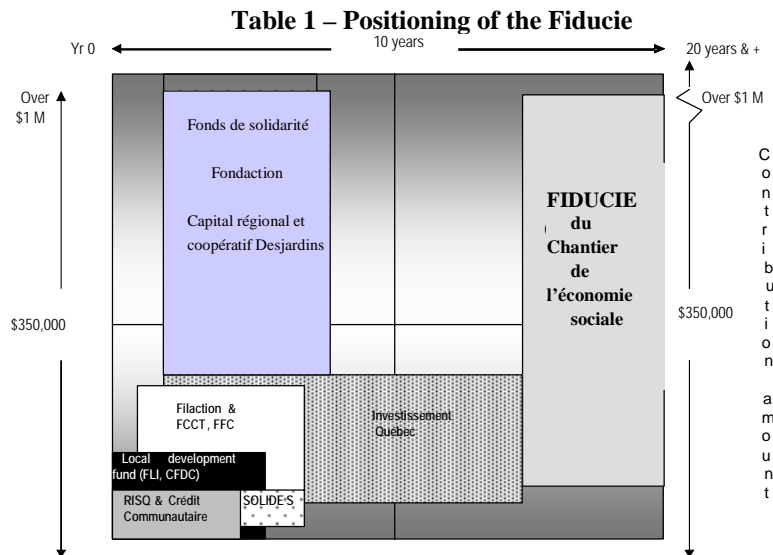 Table 1 – Positioning of the Fiducie
Yr 0
10 years
20 years & +
Over
$1 M
Over $1 M
Fonds de solidarité
Fondaction
Capital régional et
coopératif Desjardins
FIDUCIE
du
Chantier
de
l'économie
sociale
Contribution amount
$350,000
$350,000
Filaction &
FCCT, FFC
Investissement
Québec
Local development
fund (FLI, CFDC)
RISQ & Crédit
Communautaire
SOLIDES